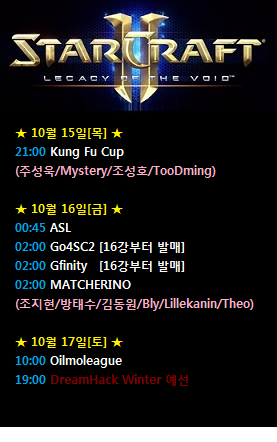 STARCRAFT
II
LEGACY OF THE VOID™
★ 10월 15일[목] ★
21:00 Kung Fu Cup
(주성욱/Mystery/조성호/TooDming)
★ 10월 16일[금] ★
00:45 ASL
02:00 Go4SC2 [16강부터 발매]
02:00 Gfinity [16강부터 발매]
02:00 MATCHERINO
(조지현/방태수/김동원/Bly/Lillekanin/Theo)
★ 10월 17일[토] ★
10:00 Oilmoleague
19:00 DreamHack Winter 예선